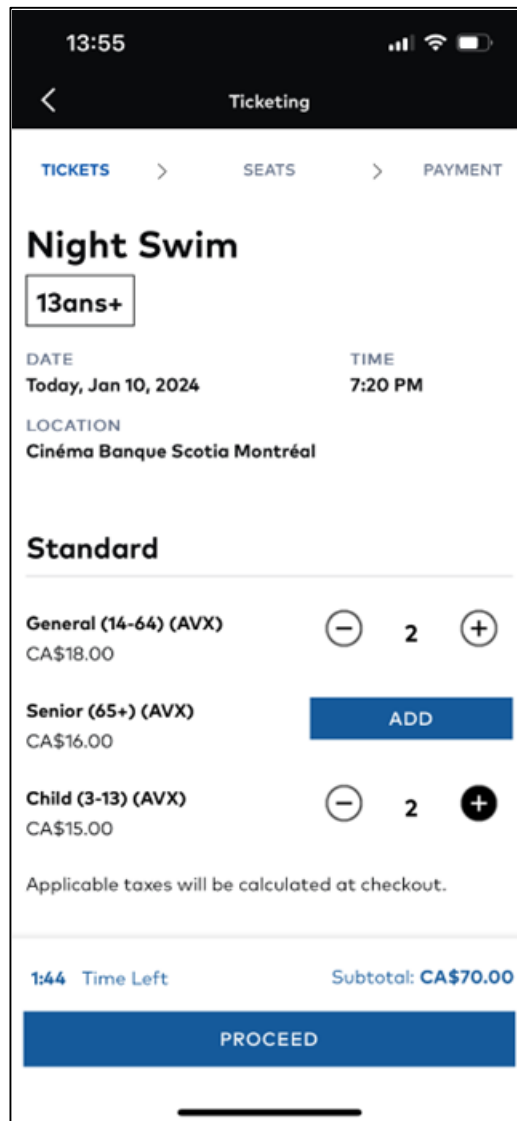 13:55
Ticketing
TICKETS > SEATS > PAYMENT
Night Swim
13ans+
DATE TIME
Today, Jan 10, 2024 7:20 PM
LOCATION
Cinéma Banque Scotia Montréal
Standard
General (14-64) (AVX)
CA$18.00
2
Senior (65+) (AVX)
CA$16.00
ADD
Child (3-13) (AVX)
CA$15.00
2
Applicable taxes will be calculated at checkout.
1:44 Time Left Subtotal: CA$70.00
PROCEED